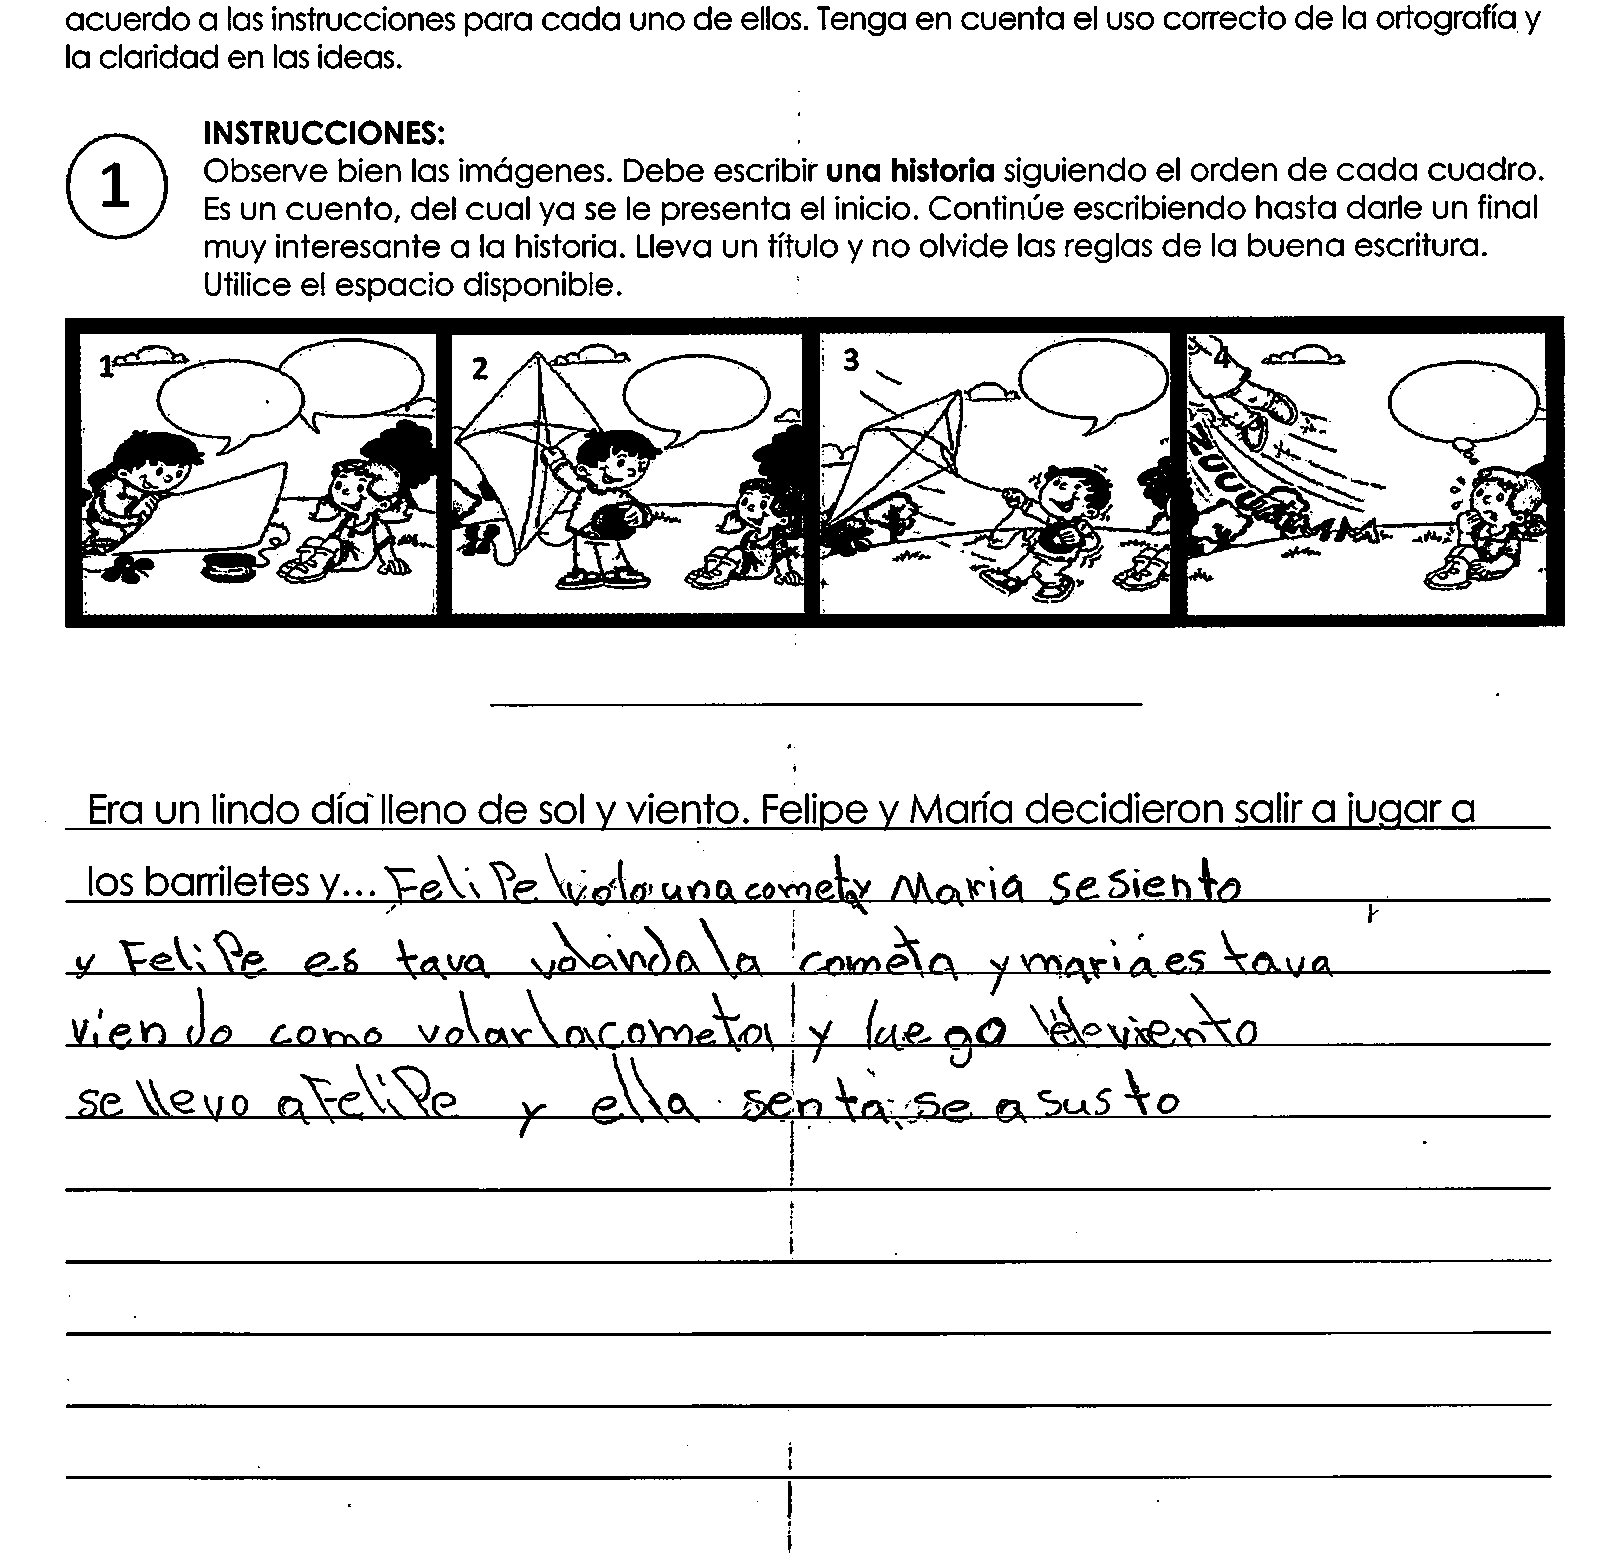 acuerdo a las instrucciones para cada uno de ellos. Tenga en cuenta el uso correcto de la ortografía y
la claridad en las ideas.
1
INSTRUCCIONES:
Observe bien las imágenes. Debe escribir una historia siguiendo el orden de cada cuadro.
Es un cuento, del cual ya se le presenta el inicio. Continúe escribiendo hasta darle un final
muy interesante a la historia. Lleva un título y no olvide las reglas de la buena escritura.
Utilice el espacio disponible.
1 2 3 4
Era un lindo día lleno de sol y viento. Felipe y María decidieron salir a jugar a
los barriletes y... FeliPe una cometa y Maria se siento
y FeliPe es tava volando la cometa y maria es tava
viendo como volar la cometa y luego viento
se llevo a FeliPe y ella senta se a susto